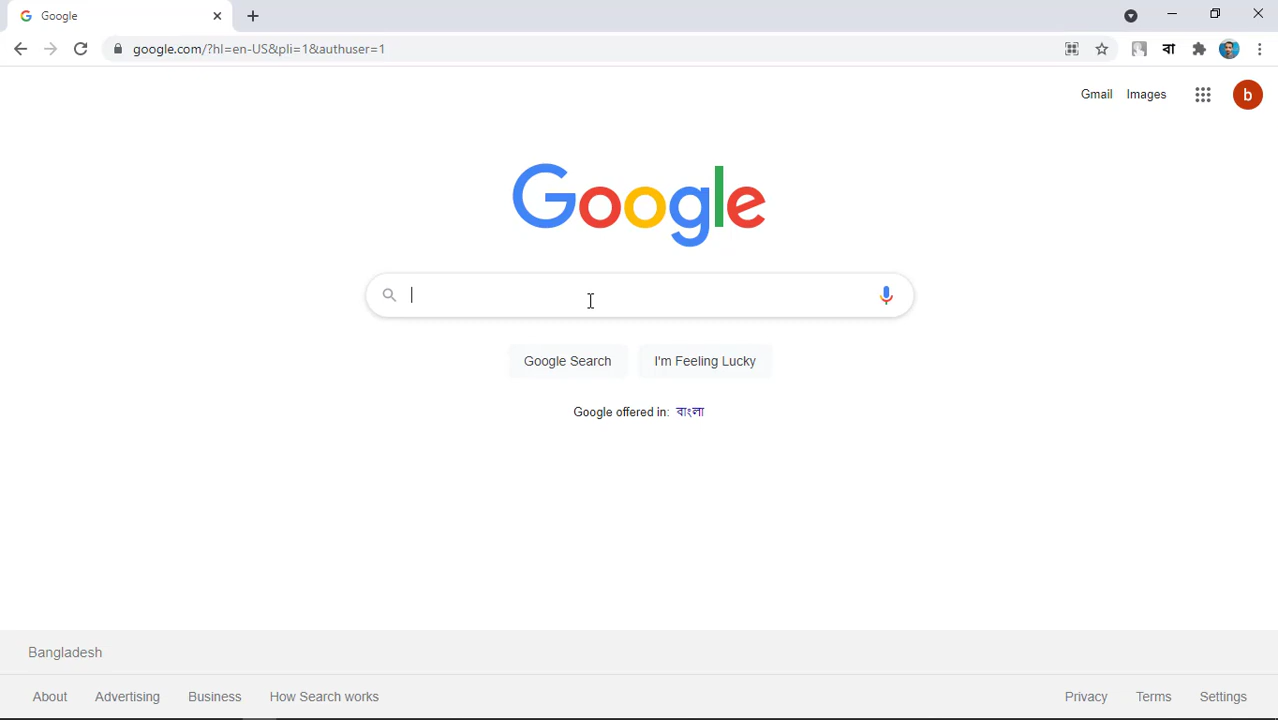 Google
google.com/?hl=en-US&pli=1&authuser=1
বা
Gmail Images
b
Google
Google Search I'm Feeling Lucky
Google offered in: বাংলা
Bangladesh
About Advertising Business How Search works
Privacy Terms Settings